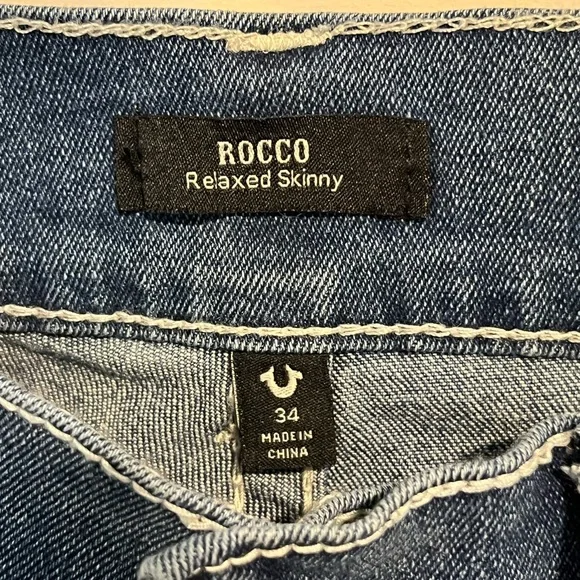 ROCCO
Relaxed Skinny
34
MADE IN
CHINA